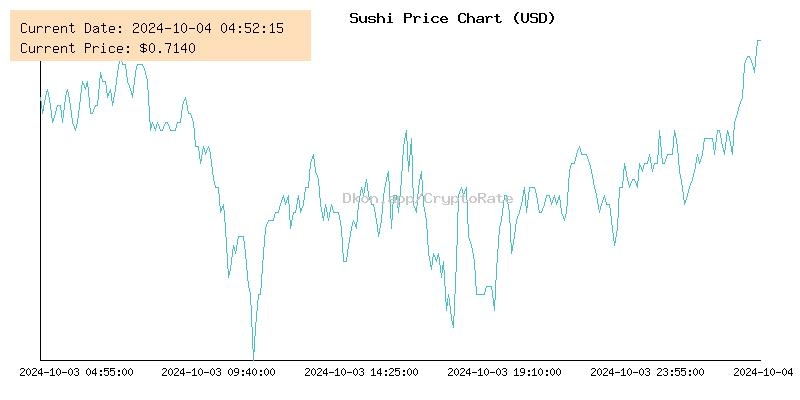 Sushi Price Chart (USD)
Current Date: 2024-10-04 04:52:15
Current Price: $0.7140
Dkon.app/CryptoRate
2024-10-03 04:55:00 2024-10-03 09:40:00 2024-10-03 14:25:00 2024-10-03 19:10:00 2024-10-03 23:55:00 2024-10-04